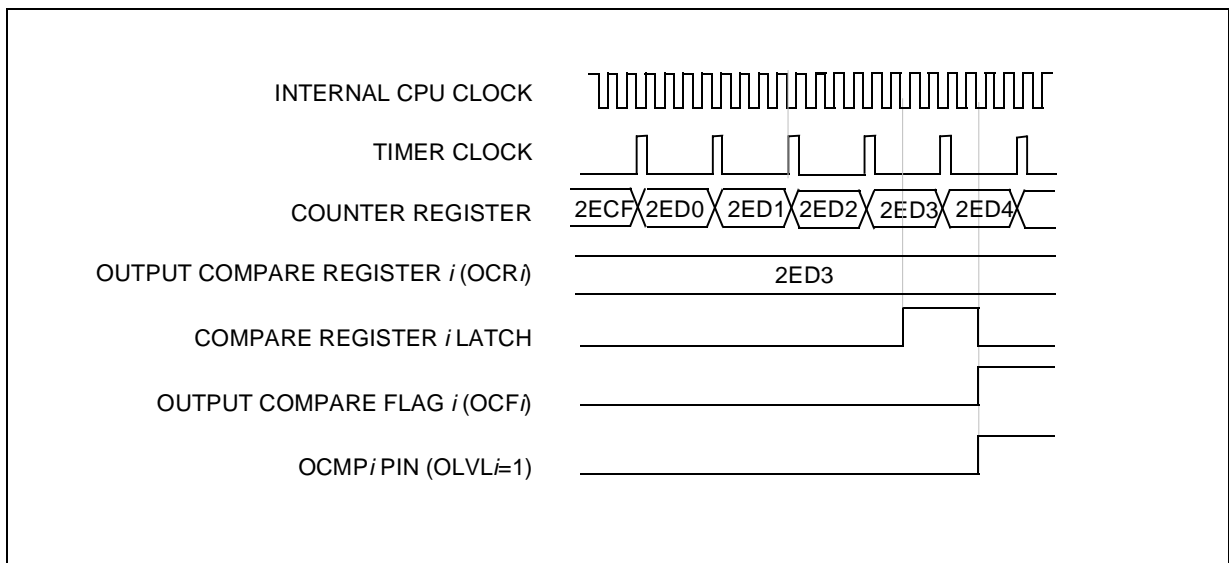 INTERNAL CPU CLOCK
TIMER CLOCK
COUNTER REGISTER 2ECF 2ED0 2ED1 2ED2 2ED3 2ED4
OUTPUT COMPARE REGISTER i (OCRi) 2ED3
COMPARE REGISTER i LATCH
OUTPUT COMPARE FLAG i (OCFi)
OCMPi PIN (OLVLi=1)